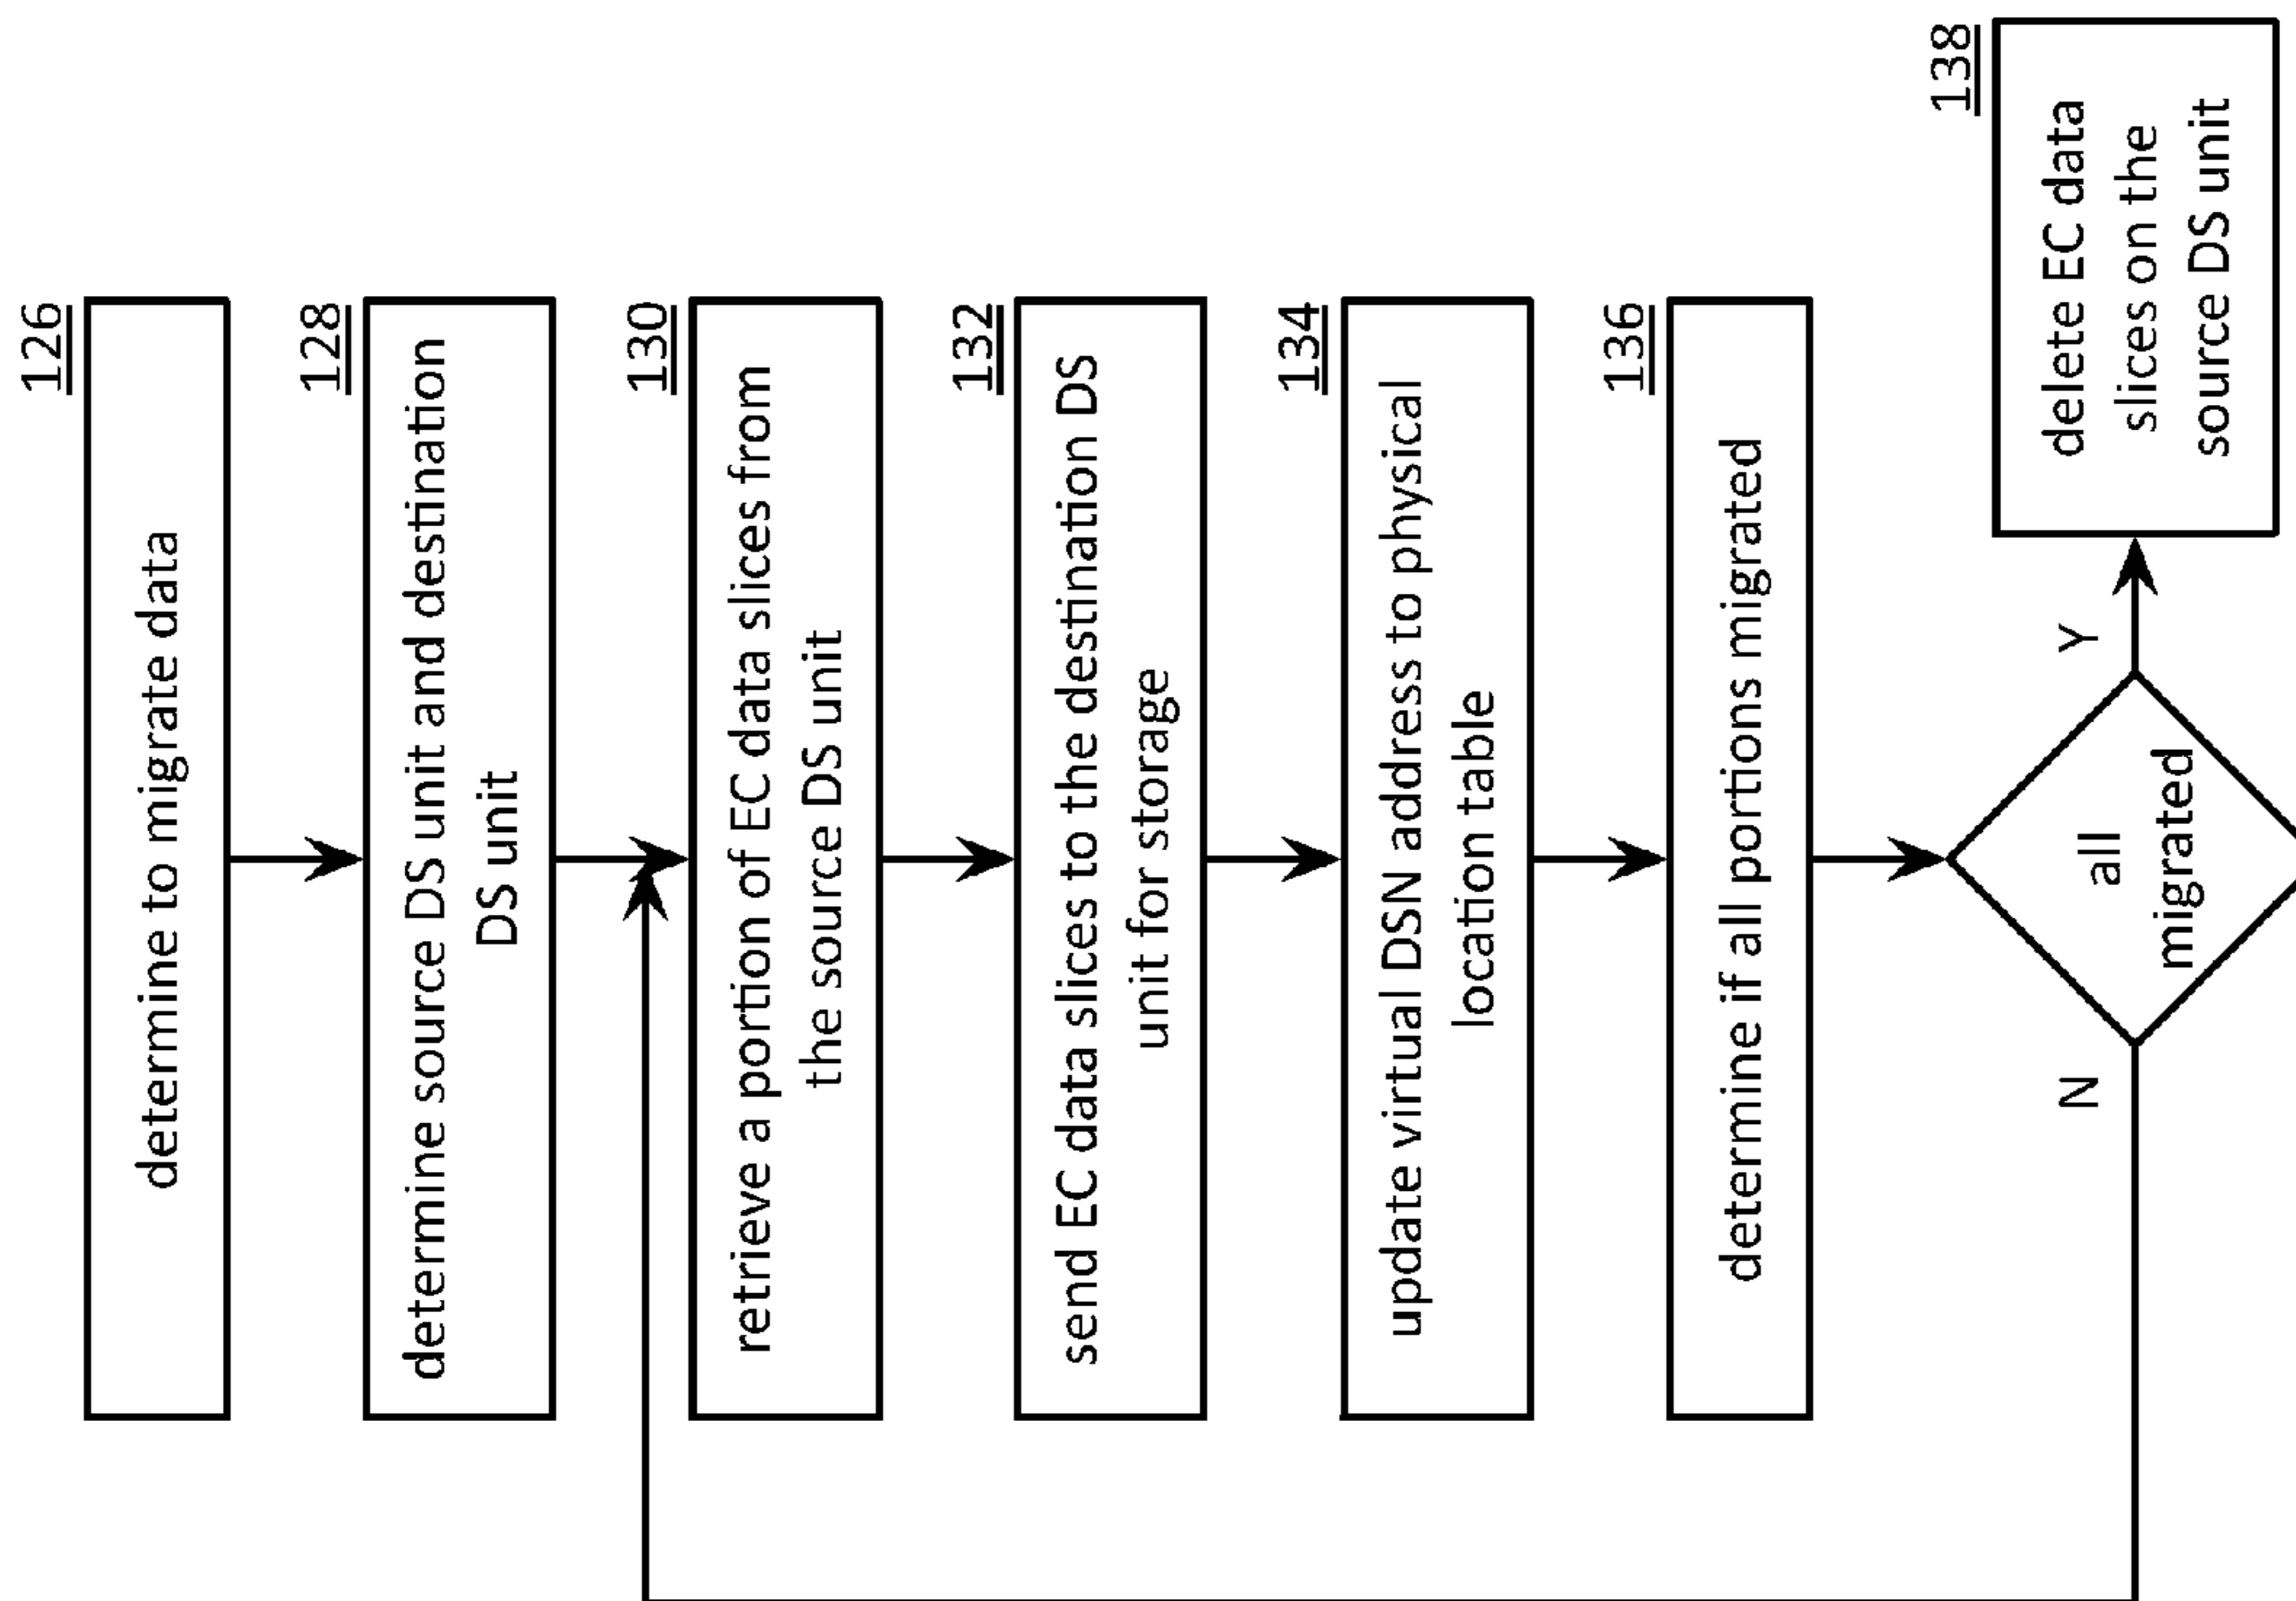 126
determine to migrate data
128
determine source DS unit and destination
DS unit
130
retrieve a portion of EC data slices from
the source DS unit
132
send EC data slices to the destination DS
unit for storage
134
update virtual DSN address to physical
location table
136
determine if all portions migrated
all
migrated
N
Y
138
delete EC data
slices on the
source DS unit